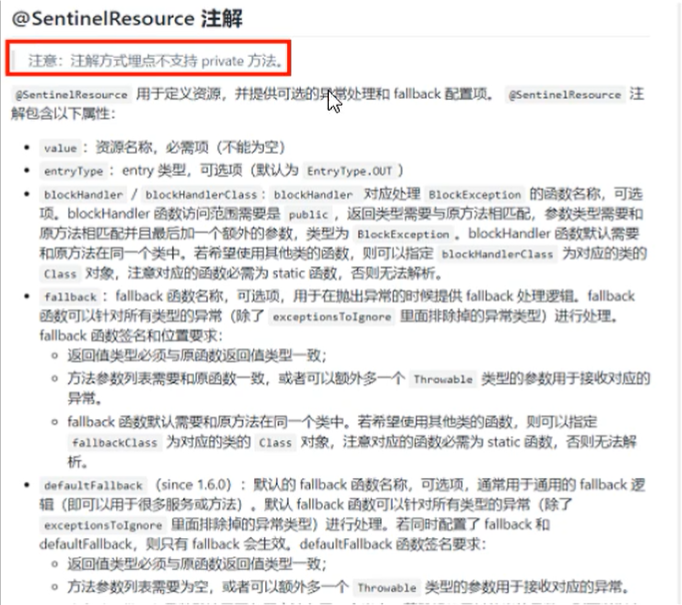 @SentinelResource 注解
注意：注解方式埋点不支持 private 方法。
@SentinelResource 用于定义资源，并提供可选的异常处理和 fallback 配置项。 @SentinelResource 注
解包含以下属性：
value：资源名称，必需项（不能为空）
entryType：entry 类型，可选项（默认为 EntryType.OUT）
blockHandler / blockHandlerClass: blockHandler 对应处理 BlockException 的函数名称，可选
项。blockHandler 函数访问范围需要是 public，返回类型需要与原方法相匹配，参数类型需要和
原方法相匹配并且最后加一个额外的参数，类型为 BlockException。blockHandler 函数默认需要
和原方法在同一个类中。若希望使用其他类的函数，则可以指定 blockHandlerClass 为对应的类的
Class 对象，注意对应的函数必需为 static 函数，否则无法解析。
fallback：fallback 函数名称，可选项，用于在抛出异常的时候提供 fallback 处理逻辑。fallback
函数可以针对所有类型的异常（除了 exceptionsToIgnore 里面排除掉的异常类型）进行处理。
fallback 函数签名和位置要求：
返回值类型必须与原函数返回值类型一致；
方法参数列表需要和原函数一致，或者可以额外多一个 Throwable 类型的参数用于接收对应的
异常。
fallback 函数默认需要和原方法在同一个类中。若希望使用其他类的函数，则可以指定
fallbackClass 为对应的类的 Class 对象，注意对应的函数必需为 static 函数，否则无法解
析。
defaultFallback（since 1.6.0）：默认的 fallback 函数名称，可选项，通常用于通用的 fallback 逻
辑（即可以用于很多服务或方法）。默认 fallback 函数可以针对所有类型的异常（除了
exceptionsToIgnore 里面排除掉的异常类型）进行处理。若同时配置了 fallback 和
defaultFallback，则只有 fallback 会生效。defaultFallback 函数签名要求：
返回值类型必须与原函数返回值类型一致；
方法参数列表需要为空，或者可以额外多一个 Throwable 类型的参数用于接收对应的异常。